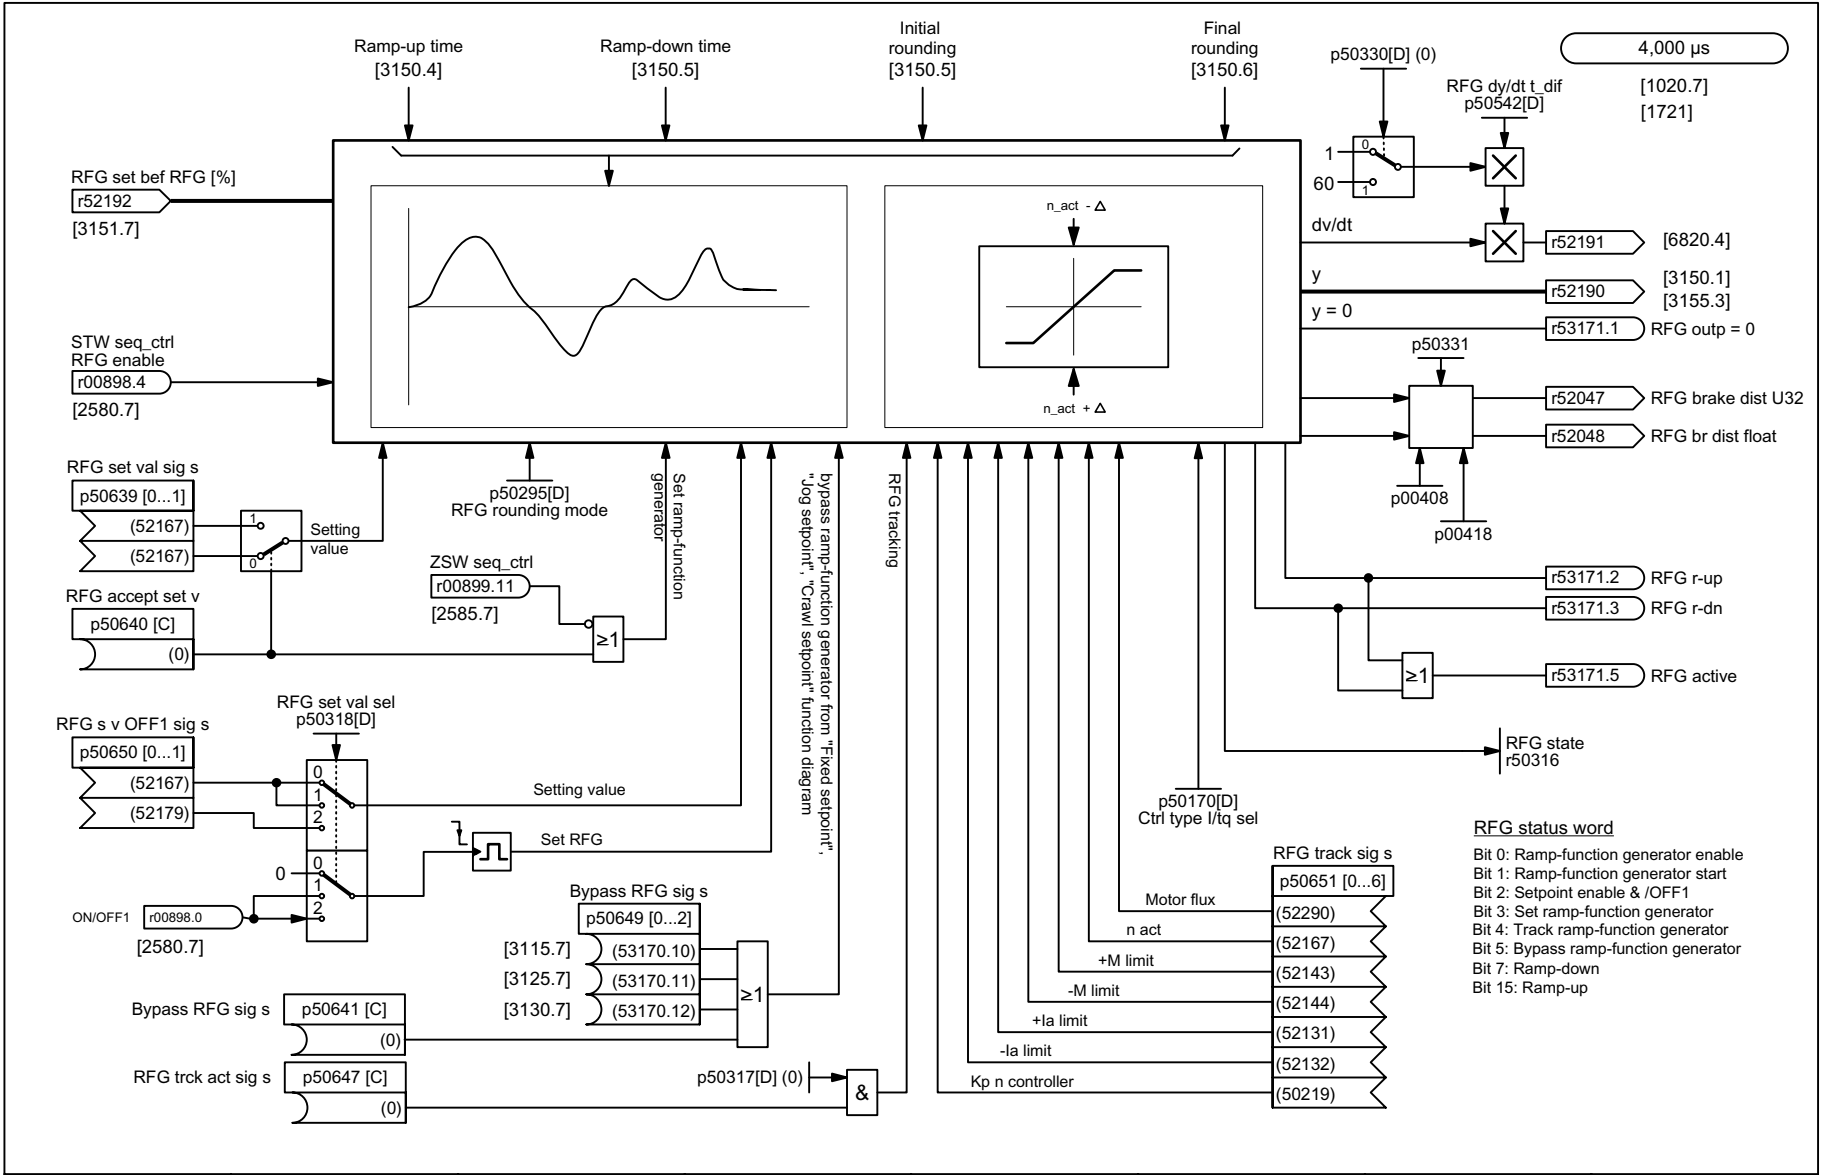 Ramp-up time
[3150.4]
Ramp-down time
[3150.5]
Initial
rounding
[3150.5]
Final
rounding
[3150.6]
p50330[D] (0)
4,000 µs
[1020.7]
[1721]
RFG dy/dt t_dif
p50542[D]
1
0
60
1
RFG set bef RFG [%]
r52192
[3151.7]
n_act - Δ
n_act + Δ
dv/dt
r52191
[6820.4]
y
r52190
[3150.1]
[3155.3]
y = 0
r53171.1
RFG outp = 0
STW seq_ctrl
RFG enable
r00898.4
[2580.7]
p50331
r52047
RFG brake dist U32
r52048
RFG br dist float
p00408
p00418
RFG set val sig s
p50639 [0...1]
(52167)
(52167)
1
0
Setting
value
p50295[D]
RFG rounding mode
Set ramp-function
generator
bypass ramp-function generator from "Fixed setpoint",
"Jog setpoint", "Crawl setpoint" function diagram
RFG tracking
ZSW seq_ctrl
r00899.11
[2585.7]
≥1
RFG accept set v
p50640 [C]
(0)
r53171.2
RFG r-up
r53171.3
RFG r-dn
≥1
r53171.5
RFG active
RFG set val sel
p50318[D]
RFG s v OFF1 sig s
p50650 [0...1]
(52167)
(52179)
0
1
2
Setting value
0
0
1
2
Set RFG
ON/OFF1
r00898.0
[2580.7]
RFG state
r50316
p50170[D]
Ctrl type I/tq sel
RFG track sig s
p50651 [0...6]
Motor flux
(52290)
n act
(52167)
+M limit
(52143)
-M limit
(52144)
+Ia limit
(52131)
-Ia limit
(52132)
Kp n controller
(50219)
RFG status word
Bit 0: Ramp-function generator enable
Bit 1: Ramp-function generator start
Bit 2: Setpoint enable & /OFF1
Bit 3: Set ramp-function generator
Bit 4: Track ramp-function generator
Bit 5: Bypass ramp-function generator
Bit 7: Ramp-down
Bit 15: Ramp-up
Bypass RFG sig s
p50649 [0...2]
[3115.7]
(53170.10)
[3125.7]
(53170.11)
[3130.7]
(53170.12)
≥1
Bypass RFG sig s
p50641 [C]
(0)
RFG trck act sig s
p50647 [C]
(0)
p50317[D] (0)
&